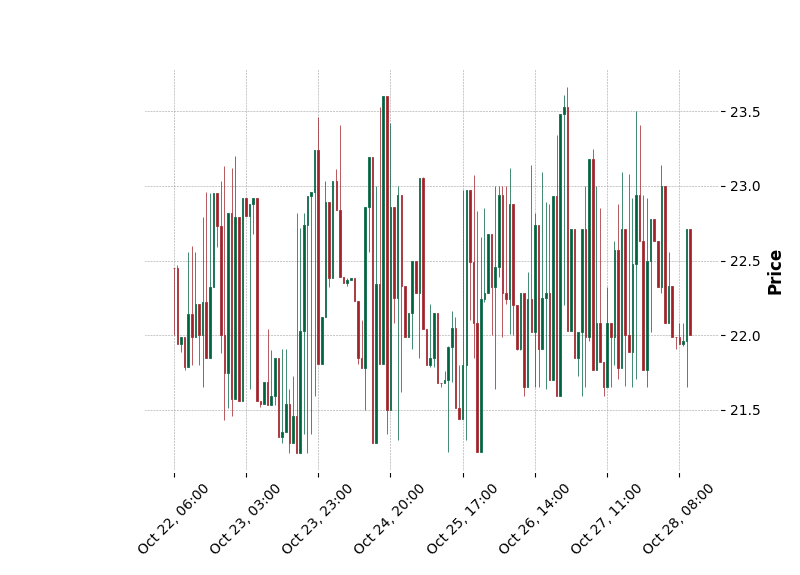 23.5
23.0
22.5
22.0
21.5
Price
Oct 22, 06:00
Oct 23, 03:00
Oct 23, 23:00
Oct 24, 20:00
Oct 25, 17:00
Oct 26, 14:00
Oct 27, 11:00
Oct 28, 08:00